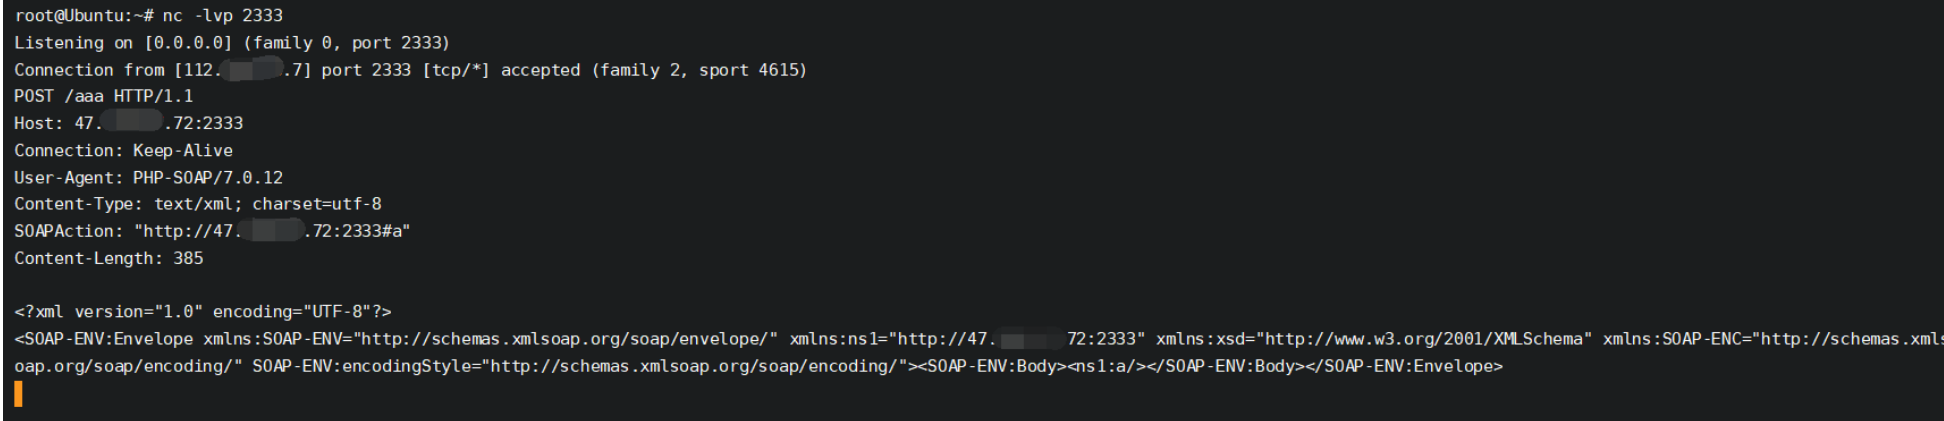 root@Ubuntu:~# nc -lvp 2333
Listening on [0.0.0.0] (family 0, port 2333)
Connection from [112. .7] port 2333 [tcp/*] accepted (family 2, sport 4615)
POST /aaa HTTP/1.1
Host: 47. .72:2333
Connection: Keep-Alive
User-Agent: PHP-SOAP/7.0.12
Content-Type: text/xml; charset=utf-8
SOAPAction: "http://47. .72:2333#a"
Content-Length: 385
<?xml version="1.0" encoding="UTF-8"?>
<SOAP-ENV:Envelope xmlns:SOAP-ENV="http://schemas.xmlsoap.org/soap/envelope/" xmlns:ns1="http://47. 72:2333" xmlns:xsd="http://www.w3.org/2001/XMLSchema" xmlns:SOAP-ENC="http://schemas.xmls
oap.org/soap/encoding/" SOAP-ENV:encodingStyle="http://schemas.xmlsoap.org/soap/encoding/"><SOAP-ENV:Body><ns1:a/></SOAP-ENV:Body></SOAP-ENV:Envelope>